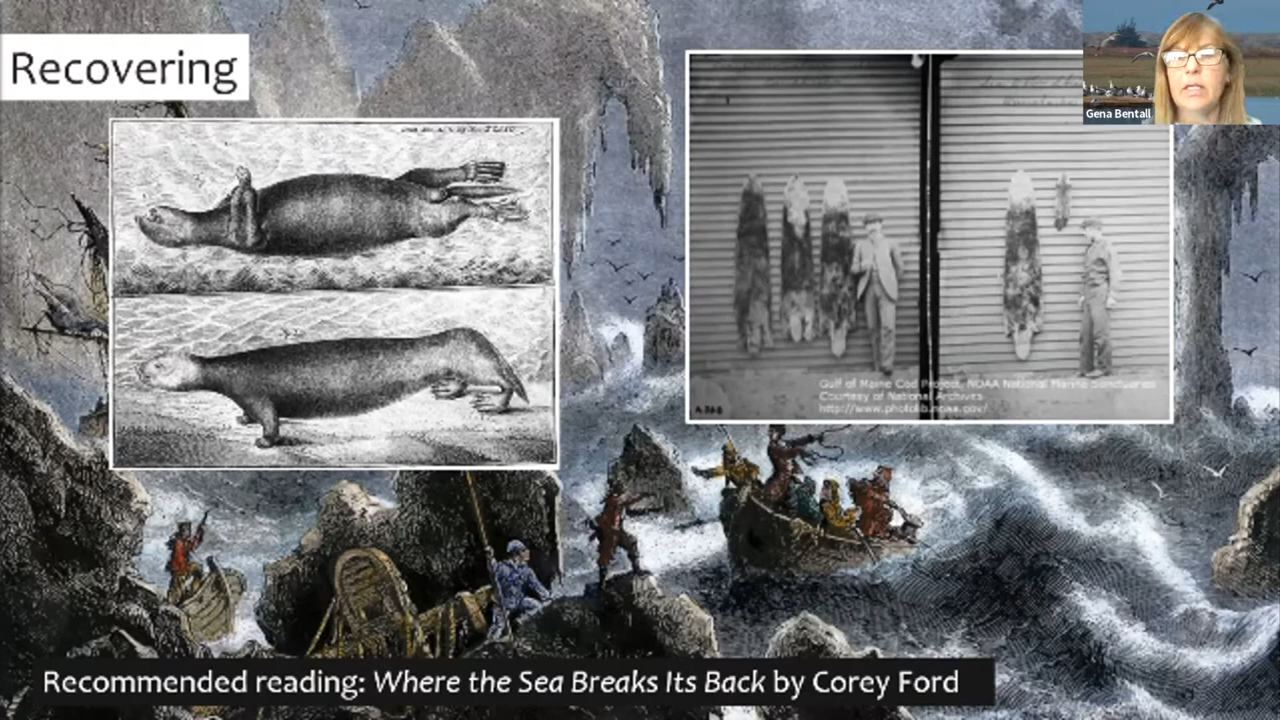 Recovering
Gena Bentall
Gulf of Maine Cod Project, NOAA National Marine Sanctuaries
Courtesy of National Archives
http://www.photolib.noaa.gov/
A 368
Recommended reading: Where the Sea Breaks Its Back by Corey Ford